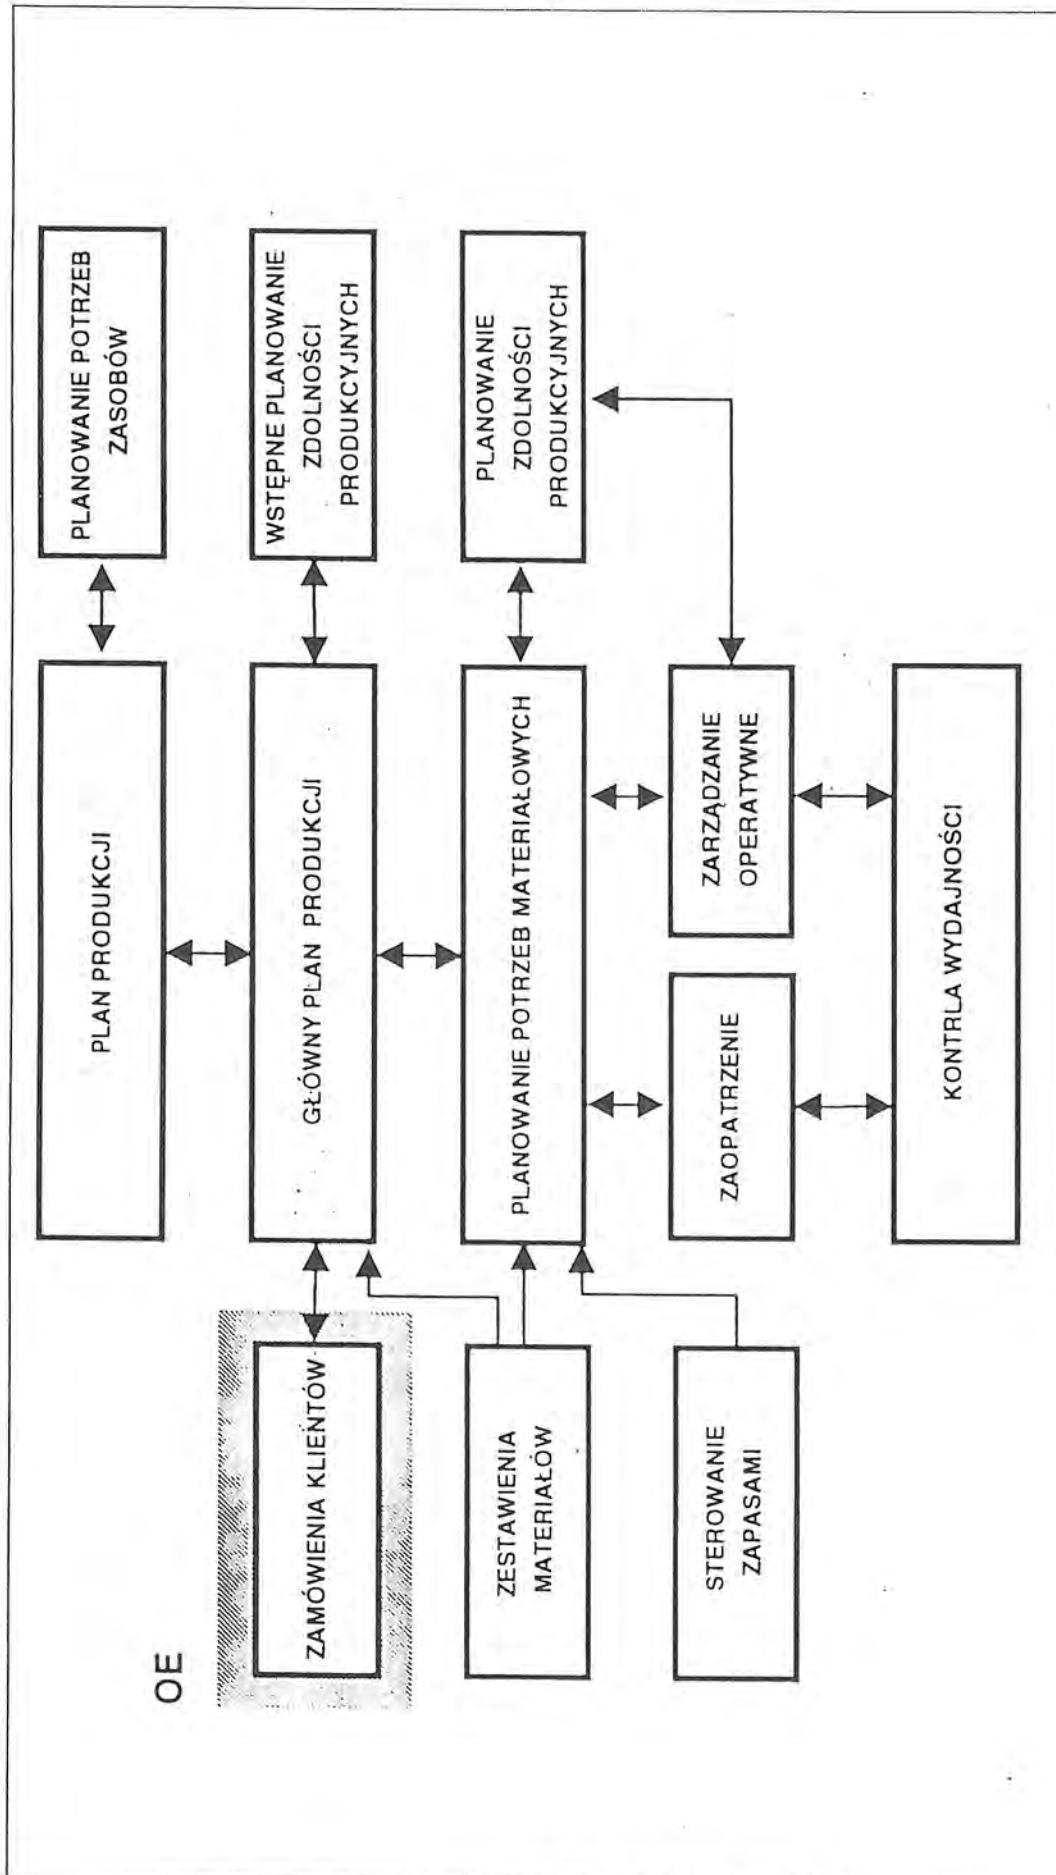 OE
PLAN PRODUKCJI
PLANOWANIE POTRZEB
ZASOBÓW
ZAMÓWIENIA KLIENTÓW
GŁÓWNY PLAN PRODUKCJI
WSTĘPNE PLANOWANIE
ZDOLNOŚCI
PRODUKCYJNYCH
ZESTAWIENIA
MATERIAŁÓW
PLANOWANIE POTRZEB MATERIAŁOWYCH
PLANOWANIE
ZDOLNOŚCI
PRODUKCYJNYCH
STEROWANIE
ZAPASAMI
ZAOPATRZENIE
ZARZĄDZANIE
OPERATYWNE
KONTRLA WYDAJNOŚCI